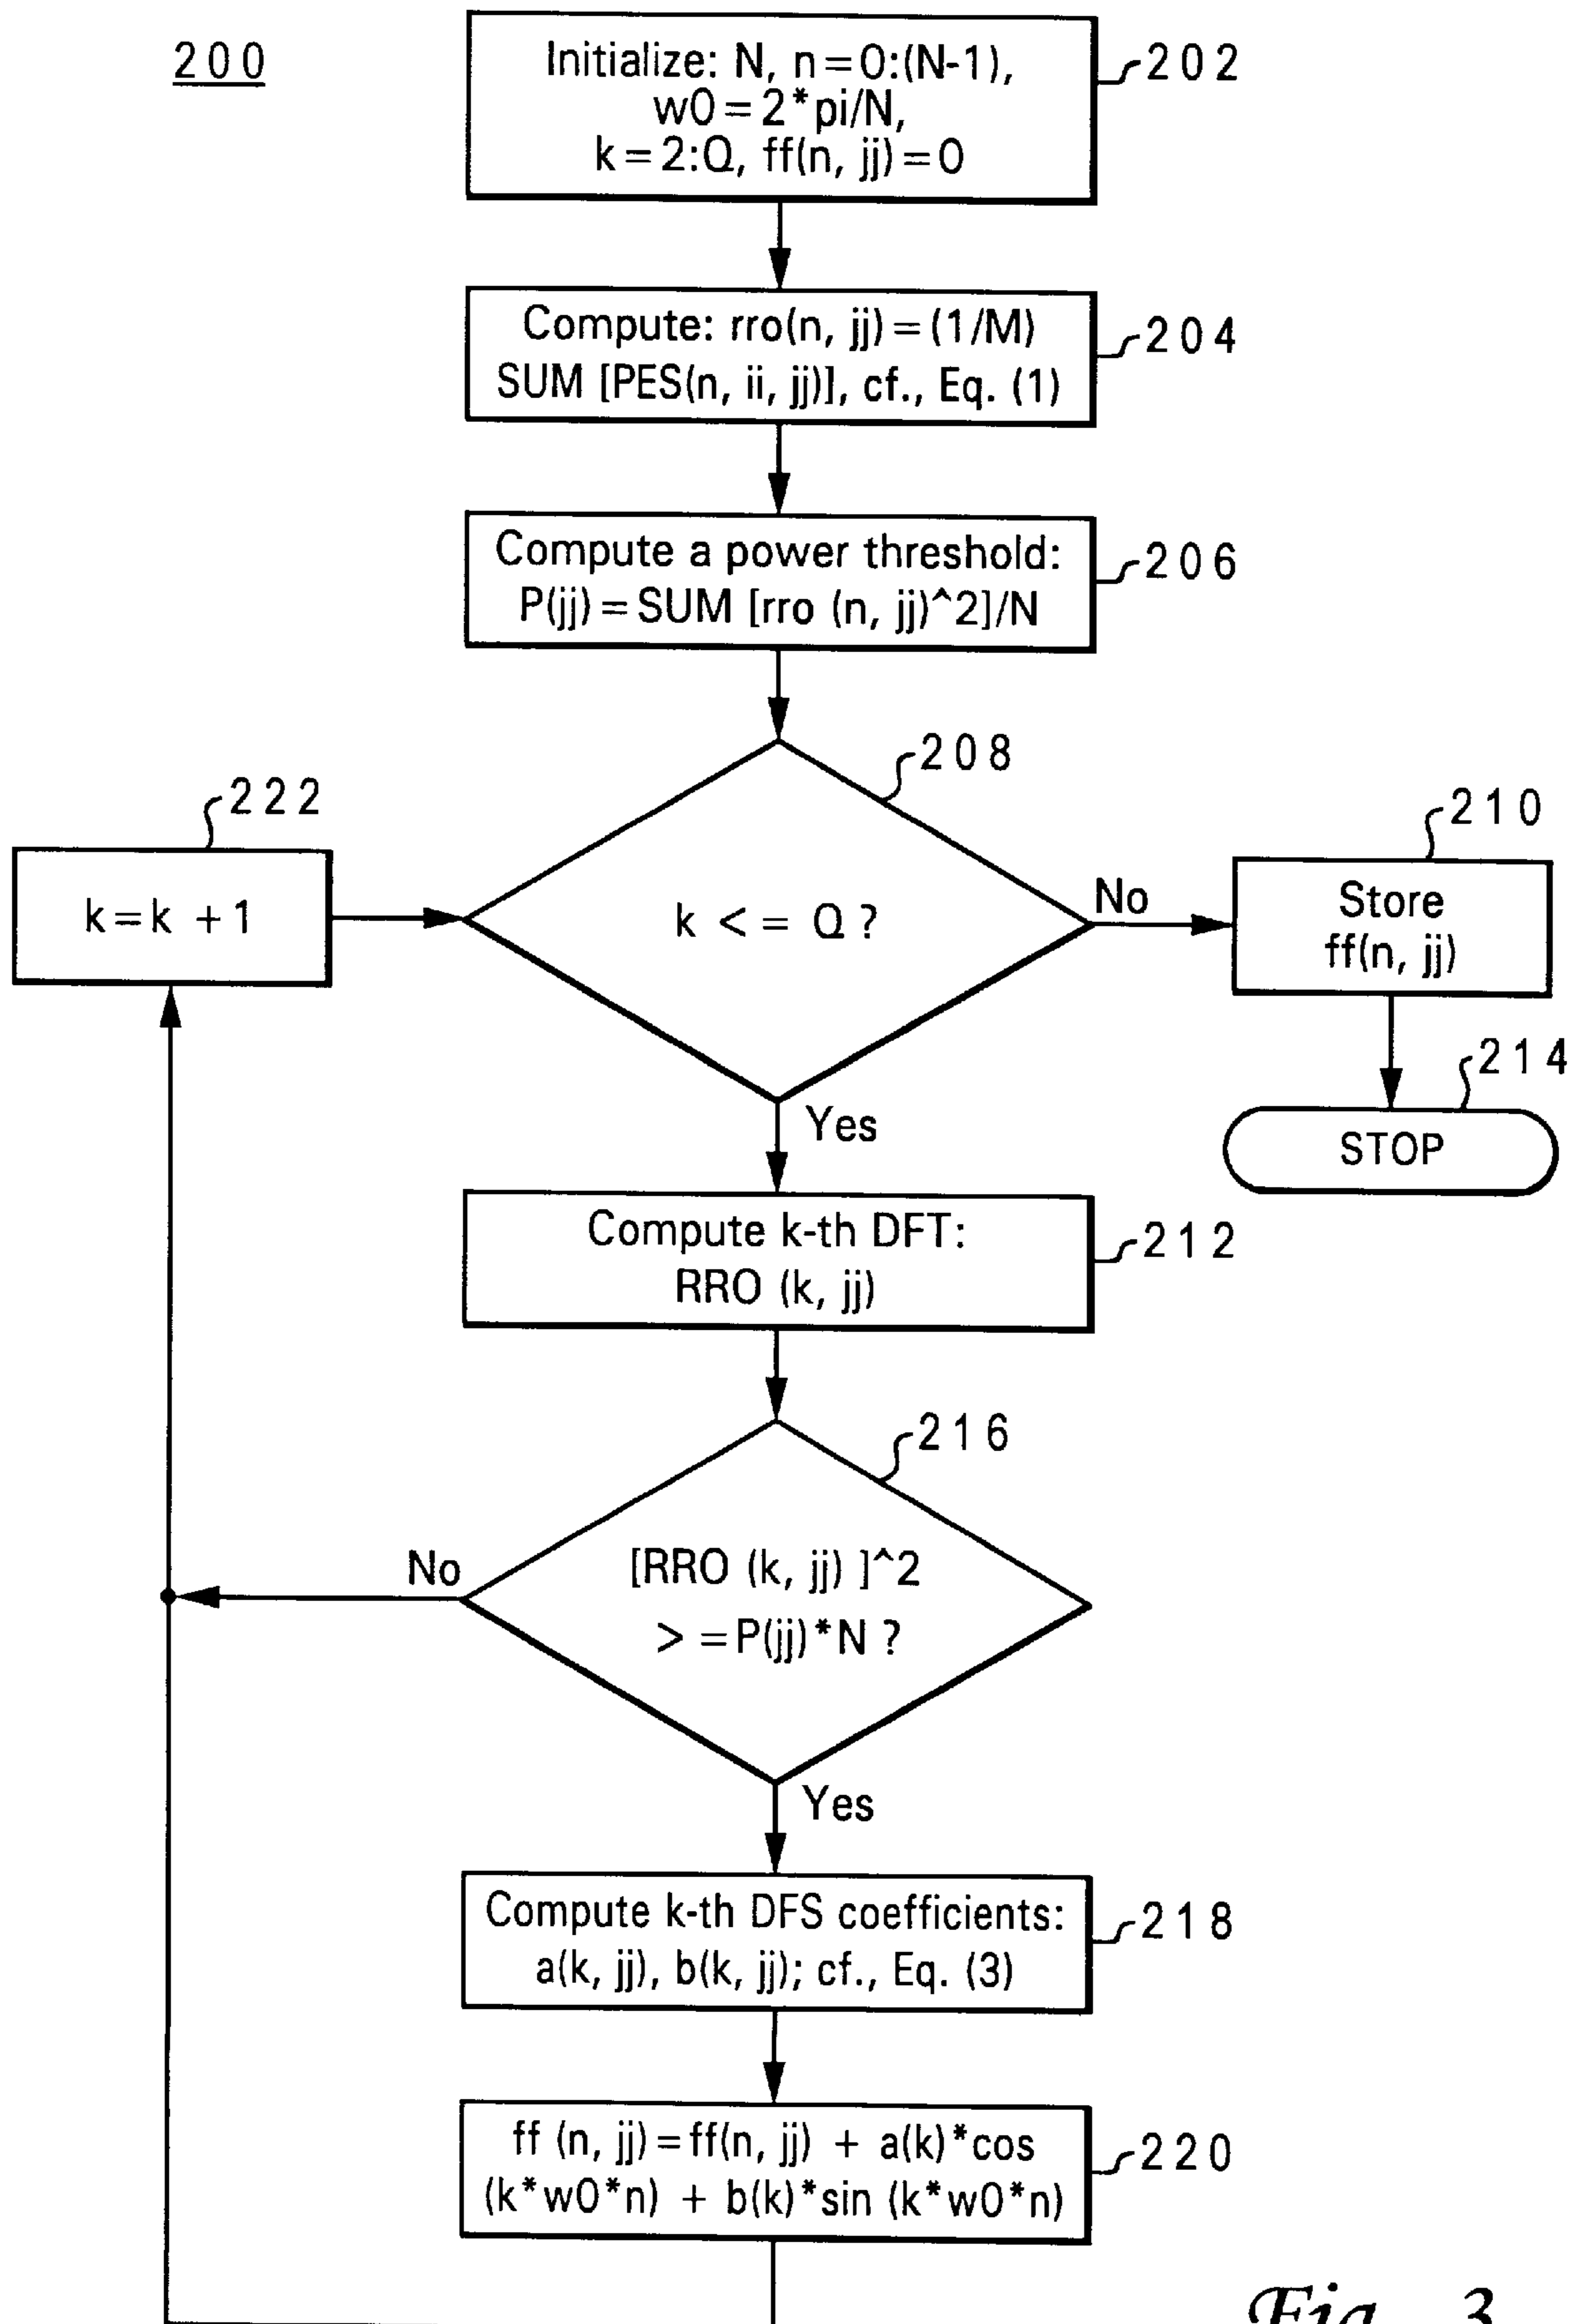 200
Initialize: N, n=0:(N-1),
w0=2*pi/N,
k=2:Q, ff(n, jj)=0
202
Compute: rro(n, jj)=(1/M)
SUM [PES(n, ii, jj)], cf., Eq. (1)
204
Compute a power threshold:
P(jj)=SUM [rro (n, jj)^2]/N
206
208
222
k=k +1
k < = Q ?
No
210
Store
ff(n, jj)
214
STOP
Yes
Compute k-th DFT:
RRO (k, jj)
212
216
No
[RRO (k, jj) ]^2
> =P(jj)*N ?
Yes
Compute k-th DFS coefficients:
a(k, jj), b(k, jj); cf., Eq. (3)
218
ff (n, jj)=ff(n, jj) + a(k)*cos
(k*w0*n) + b(k)*sin (k*w0*n)
220
Fig. 3